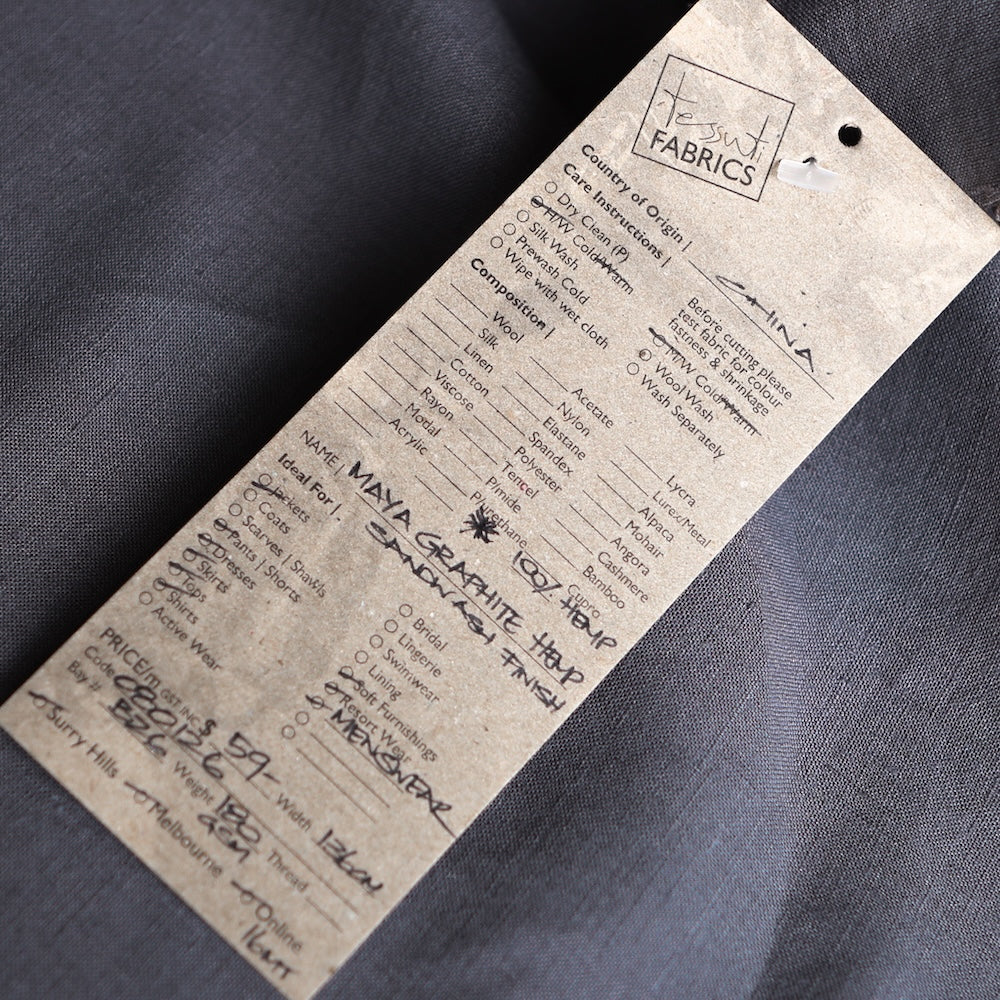 tessuti
FABRICS
Country of Origin | CHINA
Care Instructions |
Dry Clean (P)
H/W Cold/Warm
Silk Wash
Prewash Cold
Wipe with wet cloth
Before cutting please
test fabric for colour
fastness & shrinkage
M/W Cold/Warm
Wool Wash
Wash Separately
Composition |
Wool
Silk
Linen
Cotton
Viscose
Rayon
Modal
Acrylic
Acetate
Nylon
Elastane
Spandex
Polyester
Tencel
P/mide
P/urethane
Lycra
Lurex/Metal
Alpaca
Mohair
Angora
Cashmere
Bamboo
Cupro
100% HEMP
NAME | MAYA GRAPHITE HEMP
SANDWASH FINISH
Ideal For |
Jackets
Coats
Scarves | Shawls
Pants | Shorts
Dresses
Skirts
Tops
Shirts
Active Wear
Bridal
Lingerie
Swimwear
Lining
Soft Furnishings
Resort Wear
MENSWEAR
PRICE/m GST INC $ 59-
Code Width 136CM
Bay # B26 Weight 180 GSM Thread
Surry Hills Melbourne Online
16MT